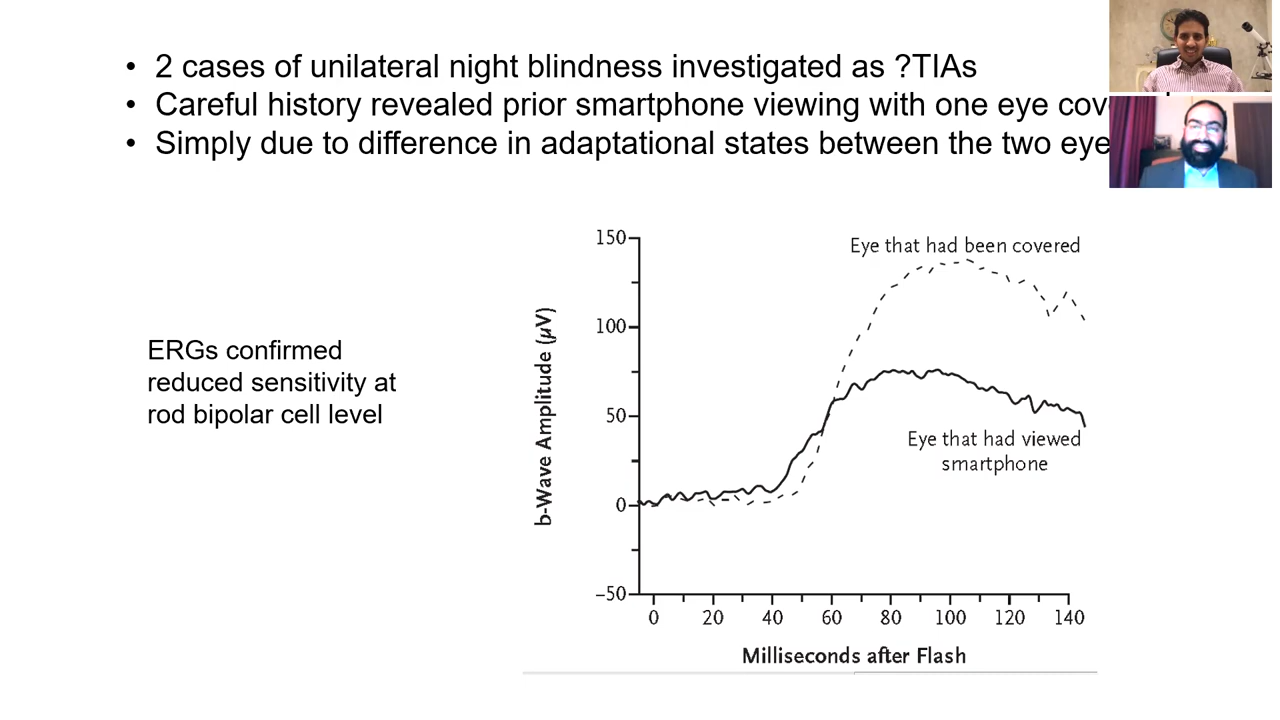 • 2 cases of unilateral night blindness investigated as ?TIAs
• Careful history revealed prior smartphone viewing with one eye
• Simply due to difference in adaptational states between the two
150
100
50
0
–50
b-Wave Amplitude (μV)
Eye that had been covered
Eye that had viewed
smartphone
ERGs confirmed
reduced sensitivity at
rod bipolar cell level
0 20 40 60 80 100 120 140
Milliseconds after Flash